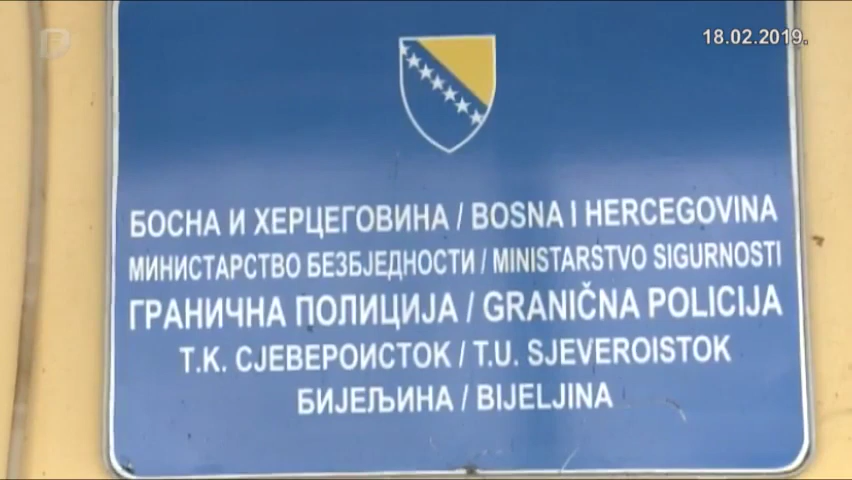 18.02.2019.
БОСНА И ХЕРЦЕГОВИНА / BOSNA I HERCEGOVINA
МИНИСТАРСТВО БЕЗБЈЕДНОСТИ / MINISTARSTVO SIGURNOSTI
ГРАНИЧНА ПОЛИЦИЈА / GRANIČNA POLICIJA
Т.К. СЈЕВЕРОИСТОК / T.U. SJEVEROISTOK
БИЈЕЉИНА / BIJELJINA